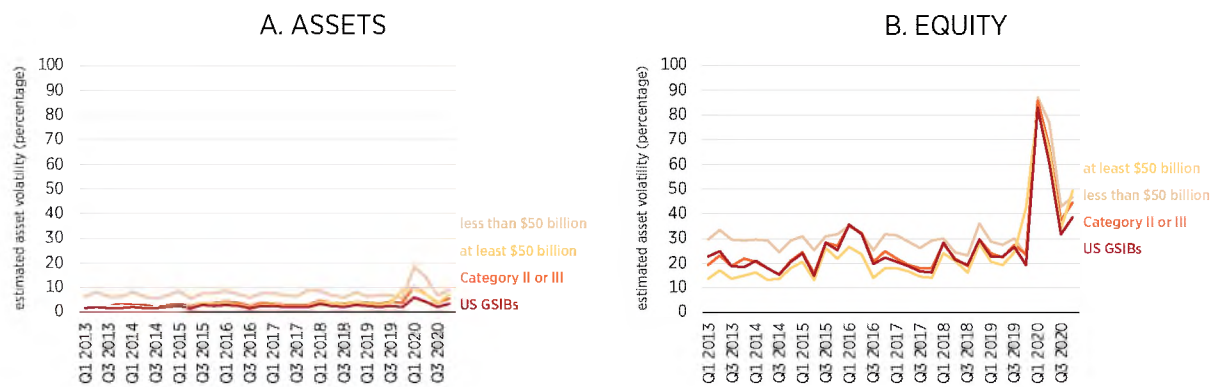 A. ASSETS
estimated asset volatility (percentage)
100
90
80
70
60
50
40
30
20
10
0
less than $50 billion
at least $50 billion
Category II or III
US GSIBs
Q1 2013
Q3 2013
Q1 2014
Q3 2014
Q1 2015
Q3 2015
Q1 2016
Q3 2016
Q1 2017
Q3 2017
Q1 2018
Q3 2018
Q1 2019
Q3 2019
Q1 2020
Q3 2020
B. EQUITY
estimated asset volatility (percentage)
100
90
80
70
60
50
40
30
20
10
0
at least $50 billion
less than $50 billion
Category II or III
US GSIBs
Q1 2013
Q3 2013
Q1 2014
Q3 2014
Q1 2015
Q3 2015
Q1 2016
Q3 2016
Q1 2017
Q3 2017
Q1 2018
Q3 2018
Q1 2019
Q3 2019
Q1 2020
Q3 2020